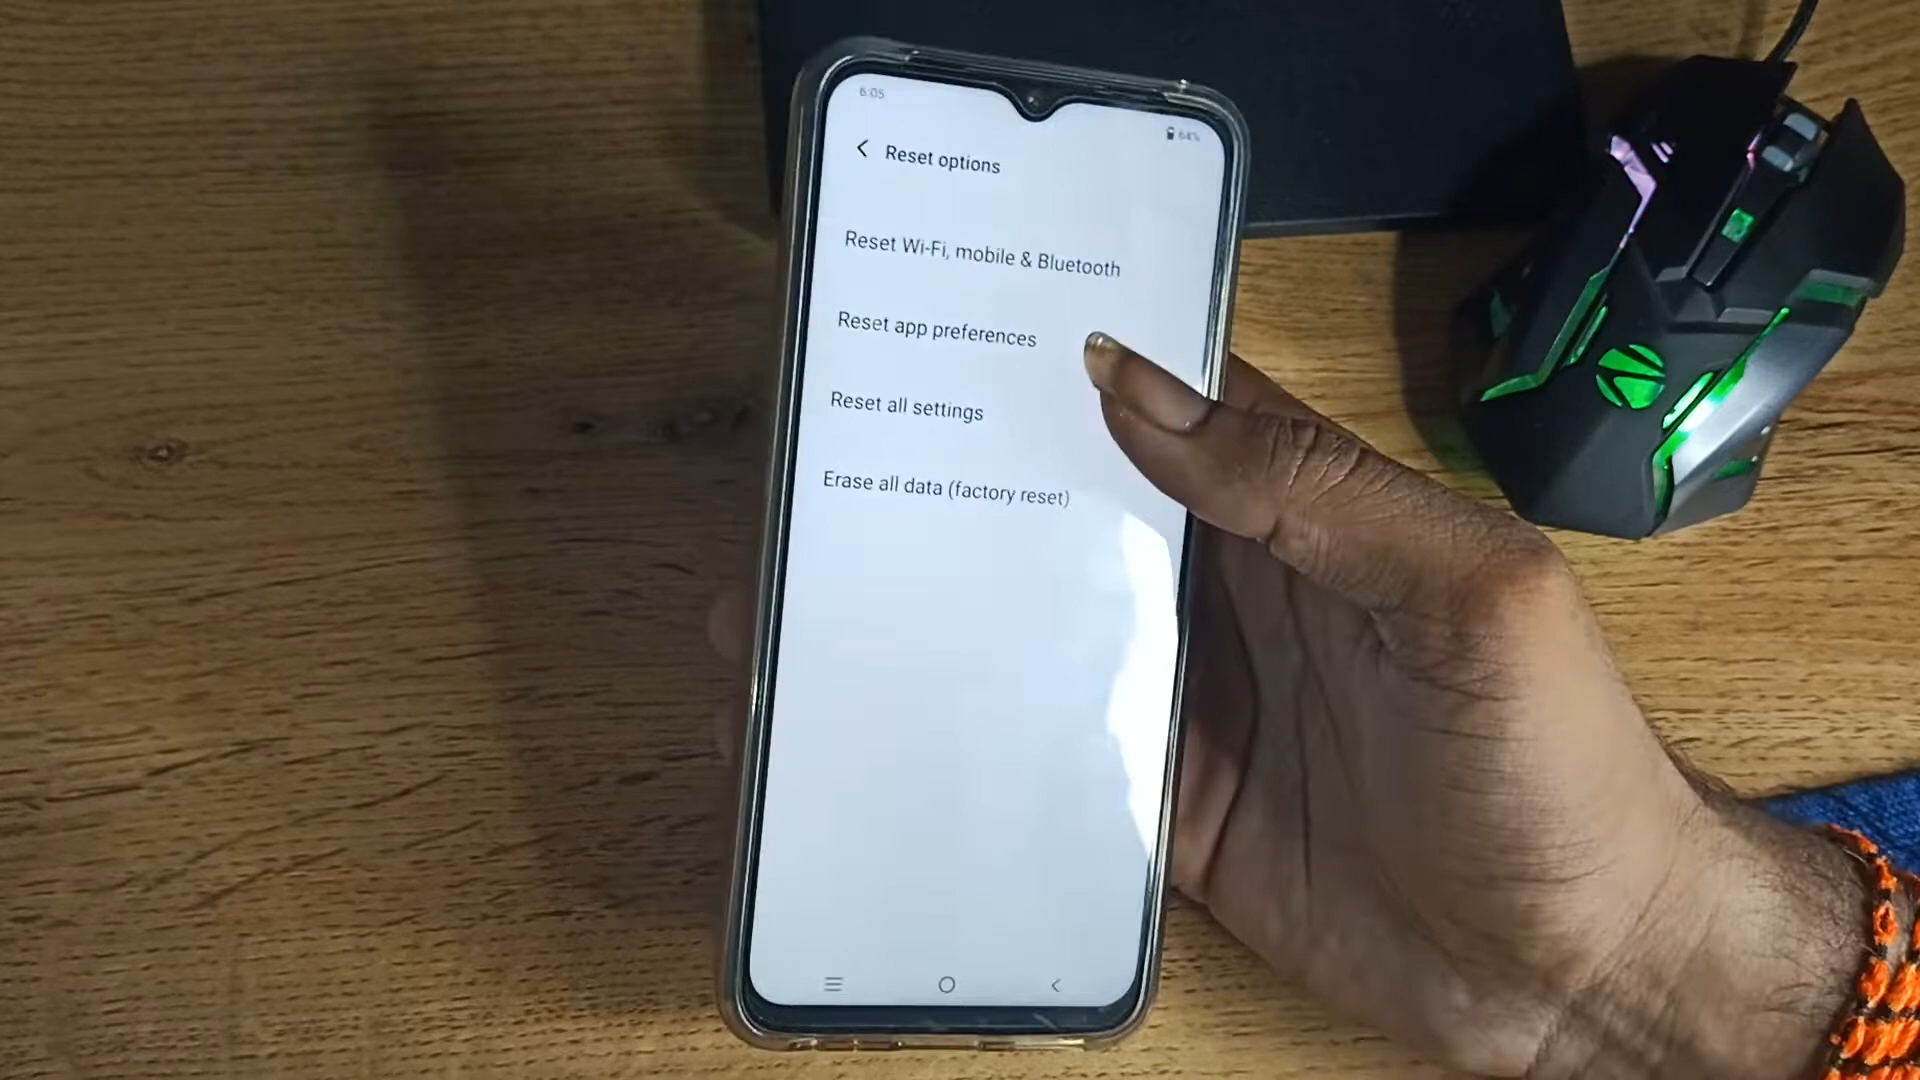 6:05
64%
Reset options
Reset Wi-Fi, mobile & Bluetooth
Reset app preferences
Reset all settings
Erase all data (factory reset)